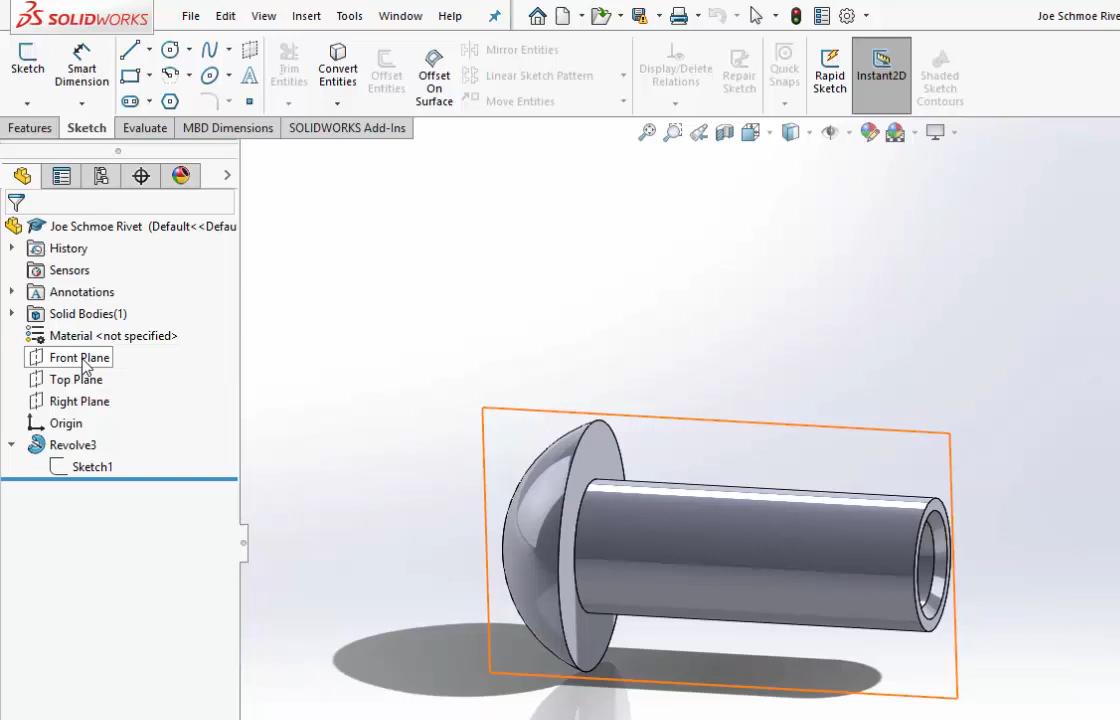 SOLIDWORKS File Edit View Insert Tools Window Help Joe Schmoe Rive
Sketch
Smart Dimension
Trim Entities
Convert Entities
Offset Entities
Offset On Surface
Mirror Entities
Linear Sketch Pattern
Move Entities
Display/Delete Relations
Repair Sketch
Quick Snaps
Rapid Sketch
Instant2D
Shaded Sketch Contours
Features Sketch Evaluate MBD Dimensions SOLIDWORKS Add-Ins
Joe Schmoe Rivet (Default<<Defau
History
Sensors
Annotations
Solid Bodies(1)
Material <not specified>
Front Plane
Top Plane
Right Plane
Origin
Revolve3
Sketch1